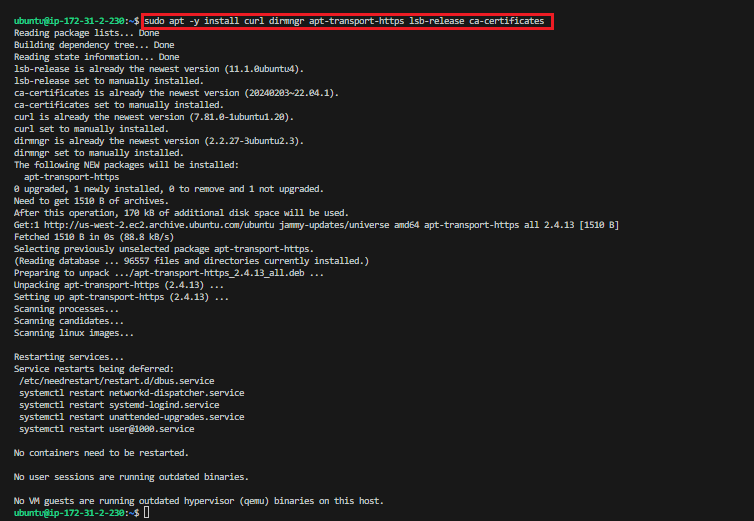 ubuntu@ip-172-31-2-230:~$ sudo apt -y install curl dirmngr apt-transport-https lsb-release ca-certificates
Reading package lists... Done
Building dependency tree... Done
Reading state information... Done
lsb-release is already the newest version (11.1.0ubuntu4).
lsb-release set to manually installed.
ca-certificates is already the newest version (20240203~22.04.1).
ca-certificates set to manually installed.
curl is already the newest version (7.81.0-1ubuntu1.20).
curl set to manually installed.
dirmngr is already the newest version (2.2.27-3ubuntu2.3).
dirmngr set to manually installed.
The following NEW packages will be installed:
  apt-transport-https
0 upgraded, 1 newly installed, 0 to remove and 1 not upgraded.
Need to get 1510 B of archives.
After this operation, 170 kB of additional disk space will be used.
Get:1 http://us-west-2.ec2.archive.ubuntu.com/ubuntu jammy-updates/universe amd64 apt-transport-https all 2.4.13 [1510 B]
Fetched 1510 B in 0s (88.8 kB/s)
Selecting previously unselected package apt-transport-https.
(Reading database ... 96557 files and directories currently installed.)
Preparing to unpack .../apt-transport-https_2.4.13_all.deb ...
Unpacking apt-transport-https (2.4.13) ...
Setting up apt-transport-https (2.4.13) ...
Scanning processes...
Scanning candidates...
Scanning linux images...

Restarting services...
Service restarts being deferred:
 /etc/needrestart/restart.d/dbus.service
 systemctl restart networkd-dispatcher.service
 systemctl restart systemd-logind.service
 systemctl restart unattended-upgrades.service
 systemctl restart user@1000.service

No containers need to be restarted.

No user sessions are running outdated binaries.

No VM guests are running outdated hypervisor (qemu) binaries on this host.
ubuntu@ip-172-31-2-230:~$